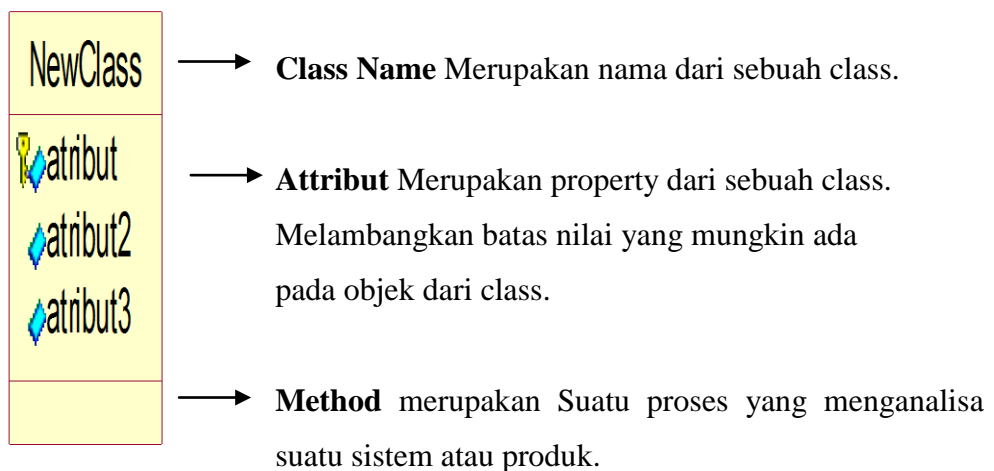 NewClass
Class Name Merupakan nama dari sebuah class.
atribut
atribut2
atribut3
Attribut Merupakan property dari sebuah class.
Melambangkan batas nilai yang mungkin ada
pada objek dari class.
Method merupakan Suatu proses yang menganalisa
suatu sistem atau produk.